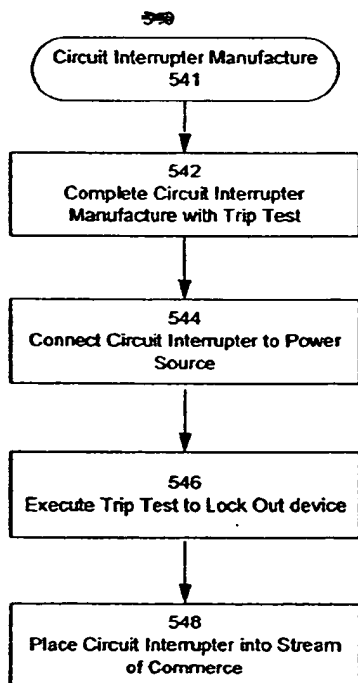 Circuit Interrupter Manufacture
541
542
Complete Circuit Interrupter
Manufacture with Trip Test
544
Connect Circuit Interrupter to Power
Source
546
Execute Trip Test to Lock Out device
548
Place Circuit Interrupter into Stream
of Commerce